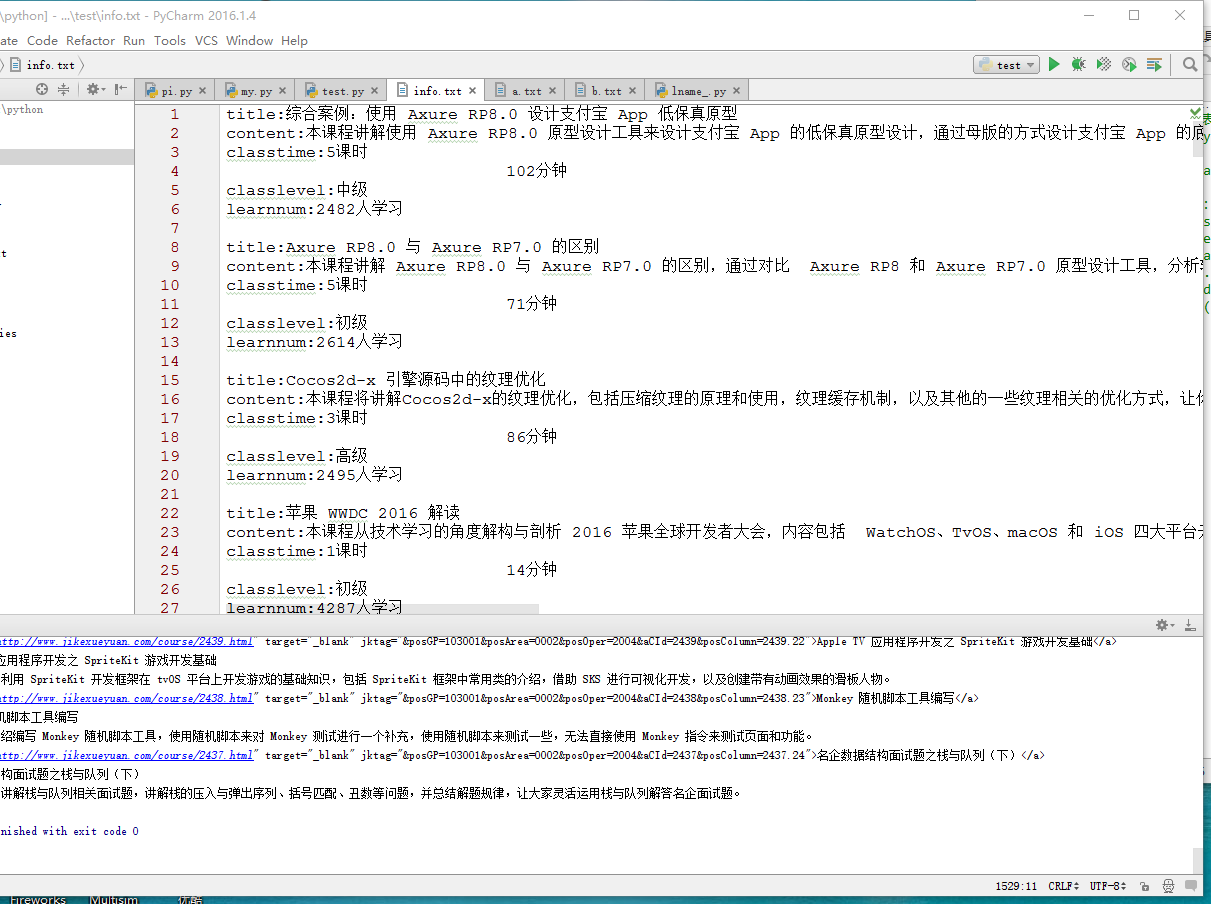 \python] - ...\test\info.txt - PyCharm 2016.1.4
ate Code Refactor Run Tools VCS Window Help
info.txt
test
pi.py my.py test.py info.txt a.txt b.txt lname_.py
\python
t
ies
1 title:综合案例：使用 Axure RP8.0 设计支付宝 App 低保真原型
2 content:本课程讲解使用 Axure RP8.0 原型设计工具来设计支付宝 App 的低保真原型设计，通过母版的方式设计支付宝 App 的底
3 classtime:5课时
4 102分钟
5 classlevel:中级
6 learnnum:2482人学习
7
8 title:Axure RP8.0 与 Axure RP7.0 的区别
9 content:本课程讲解 Axure RP8.0 与 Axure RP7.0 的区别，通过对比 Axure RP8 和 Axure RP7.0 原型设计工具，分析
10 classtime:5课时
11 71分钟
12 classlevel:初级
13 learnnum:2614人学习
14
15 title:Cocos2d-x 引擎源码中的纹理优化
16 content:本课程将讲解Cocos2d-x的纹理优化，包括压缩纹理的原理和使用，纹理缓存机制，以及其他的一些纹理相关的优化方式，让
17 classtime:3课时
18 86分钟
19 classlevel:高级
20 learnnum:2495人学习
21
22 title:苹果 WWDC 2016 解读
23 content:本课程从技术学习的角度解构与剖析 2016 苹果全球开发者大会，内容包括 WatchOS、TvOS、macOS 和 iOS 四大平台
24 classtime:1课时
25 14分钟
26 classlevel:初级
27 learnnum:4287人学习
http://www.jikexueyuan.com/course/2439.html" target="_blank" jktag="&posGP=103001&posArea=0002&posOper=2004&aCId=2439&posColumn=2439.22">Apple TV 应用程序开发之 SpriteKit 游戏开发基础</a>
应用程序开发之 SpriteKit 游戏开发基础
利用 SpriteKit 开发框架在 tvOS 平台上开发游戏的基础知识，包括 SpriteKit 框架中常用类的介绍，借助 SKS 进行可视化开发，以及创建带有动画效果的滑板人物。
http://www.jikexueyuan.com/course/2438.html" target="_blank" jktag="&posGP=103001&posArea=0002&posOper=2004&aCId=2438&posColumn=2438.23">Monkey 随机脚本工具编写</a>
机脚本工具编写
绍编写 Monkey 随机脚本工具，使用随机脚本来对 Monkey 测试进行一个补充，使用随机脚本来测试一些，无法直接使用 Monkey 指令来测试页面和功能。
http://www.jikexueyuan.com/course/2437.html" target="_blank" jktag="&posGP=103001&posArea=0002&posOper=2004&aCId=2437&posColumn=2437.24">名企数据结构面试题之栈与队列（下）</a>
构面试题之栈与队列（下）
讲解栈与队列相关面试题，讲解栈的压入与弹出序列、括号匹配、丑数等问题，并总结解题规律，让大家灵活运用栈与队列解答名企面试题。
nished with exit code 0
1529:11 CRLF UTF-8
Fireworks Multisim 优酷